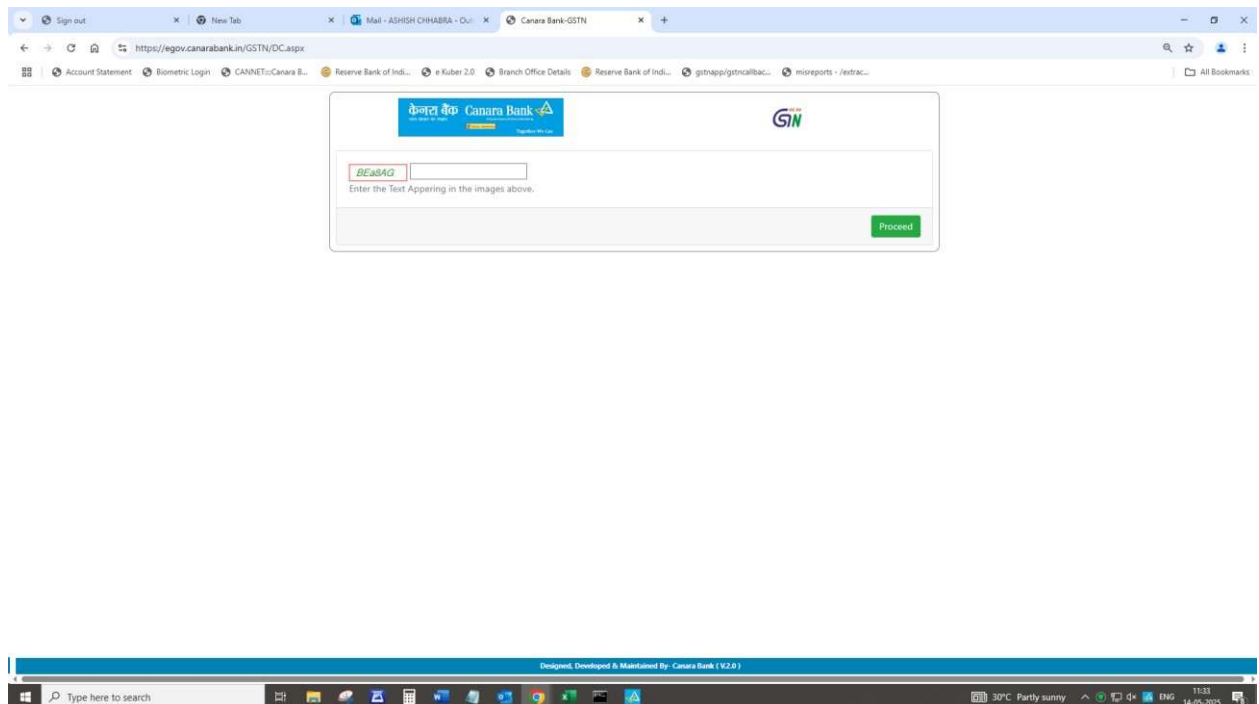 Sign out
New Tab
Mail - ASHISH CHHABRA - Out
Canara Bank-GSTN
https://egov.canarabank.in/GSTN/DC.aspx
Account Statement
Biometric Login
CANNET:::Canara B...
Reserve Bank of Indi...
e Kuber 2.0
Branch Office Details
Reserve Bank of Indi...
gstnapp/gstncallbac...
misreports - /extrac...
All Bookmarks
केनरा बैंक Canara Bank
Together We Can
BEa8AG
Enter the Text Appering in the images above.
Proceed
Designed, Developed & Maintained By- Canara Bank ( V.2.0 )
Type here to search
30°C Partly sunny
ENG
11:33
14-05-2025